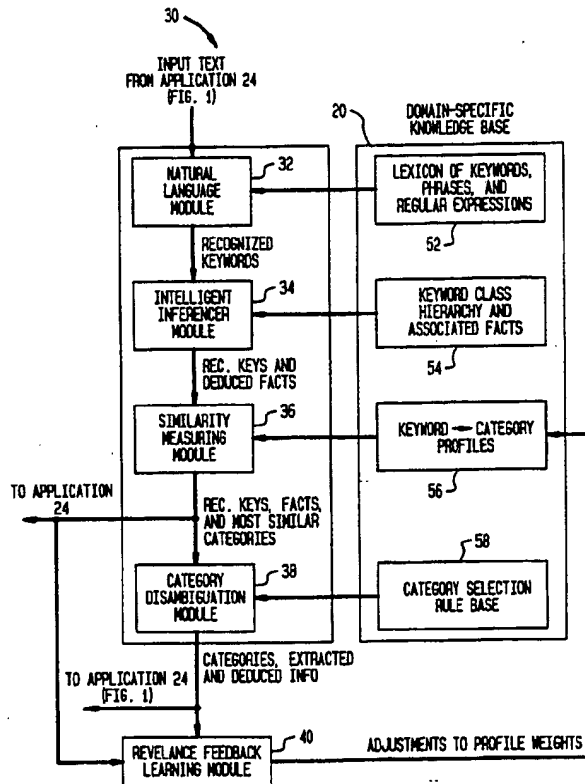 30
INPUT TEXT
FROM APPLICATION 24
(FIG. 1)
20
DOMAIN-SPECIFIC
KNOWLEDGE BASE
NATURAL
LANGUAGE
MODULE
32
LEXICON OF KEYWORDS,
PHRASES, AND
REGULAR EXPRESSIONS
52
RECOGNIZED
KEYWORDS
INTELLIGENT
INFERENCER
MODULE
34
KEYWORD CLASS
HIERARCHY AND
ASSOCIATED FACTS
54
REC. KEYS AND
DEDUCED FACTS
SIMILARITY
MEASURING
MODULE
36
KEYWORD CATEGORY
PROFILES
56
TO APPLICATION
24
REC. KEYS, FACTS,
AND MOST SIMILAR
CATEGORIES
CATEGORY
DISAMBIGUATION
MODULE
38
58
CATEGORY SELECTION
RULE BASE
CATEGORIES, EXTRACTED
AND DEDUCED INFO
TO APPLICATION 24
(FIG. 1)
REVELANCE FEEDBACK
LEARNING MODULE
40
ADJUSTMENTS TO PROFILE WEIGHTS